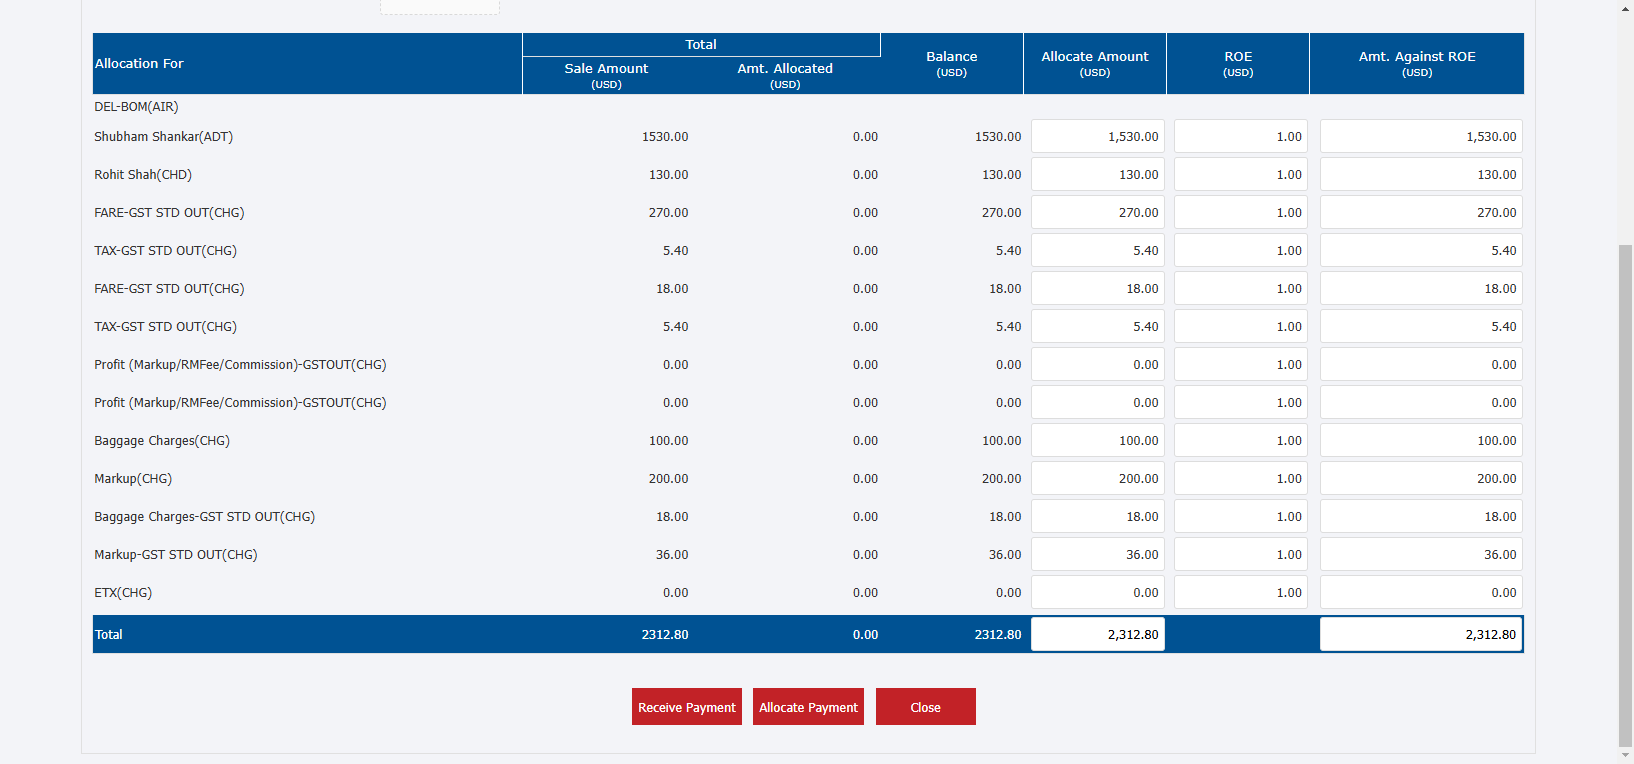 Allocation For Total Balance (USD) Allocate Amount (USD) ROE (USD) Amt. Against ROE (USD)
Sale Amount (USD) Amt. Allocated (USD)
DEL-BOM(AIR)
Shubham Shankar(ADT) 1530.00 0.00 1530.00 1,530.00 1.00 1,530.00
Rohit Shah(CHD) 130.00 0.00 130.00 130.00 1.00 130.00
FARE-GST STD OUT(CHG) 270.00 0.00 270.00 270.00 1.00 270.00
TAX-GST STD OUT(CHG) 5.40 0.00 5.40 5.40 1.00 5.40
FARE-GST STD OUT(CHG) 18.00 0.00 18.00 18.00 1.00 18.00
TAX-GST STD OUT(CHG) 5.40 0.00 5.40 5.40 1.00 5.40
Profit (Markup/RMFee/Commission)-GSTOUT(CHG) 0.00 0.00 0.00 0.00 1.00 0.00
Profit (Markup/RMFee/Commission)-GSTOUT(CHG) 0.00 0.00 0.00 0.00 1.00 0.00
Baggage Charges(CHG) 100.00 0.00 100.00 100.00 1.00 100.00
Markup(CHG) 200.00 0.00 200.00 200.00 1.00 200.00
Baggage Charges-GST STD OUT(CHG) 18.00 0.00 18.00 18.00 1.00 18.00
Markup-GST STD OUT(CHG) 36.00 0.00 36.00 36.00 1.00 36.00
ETX(CHG) 0.00 0.00 0.00 0.00 1.00 0.00
Total 2312.80 0.00 2312.80 2,312.80 2,312.80
Receive Payment Allocate Payment Close